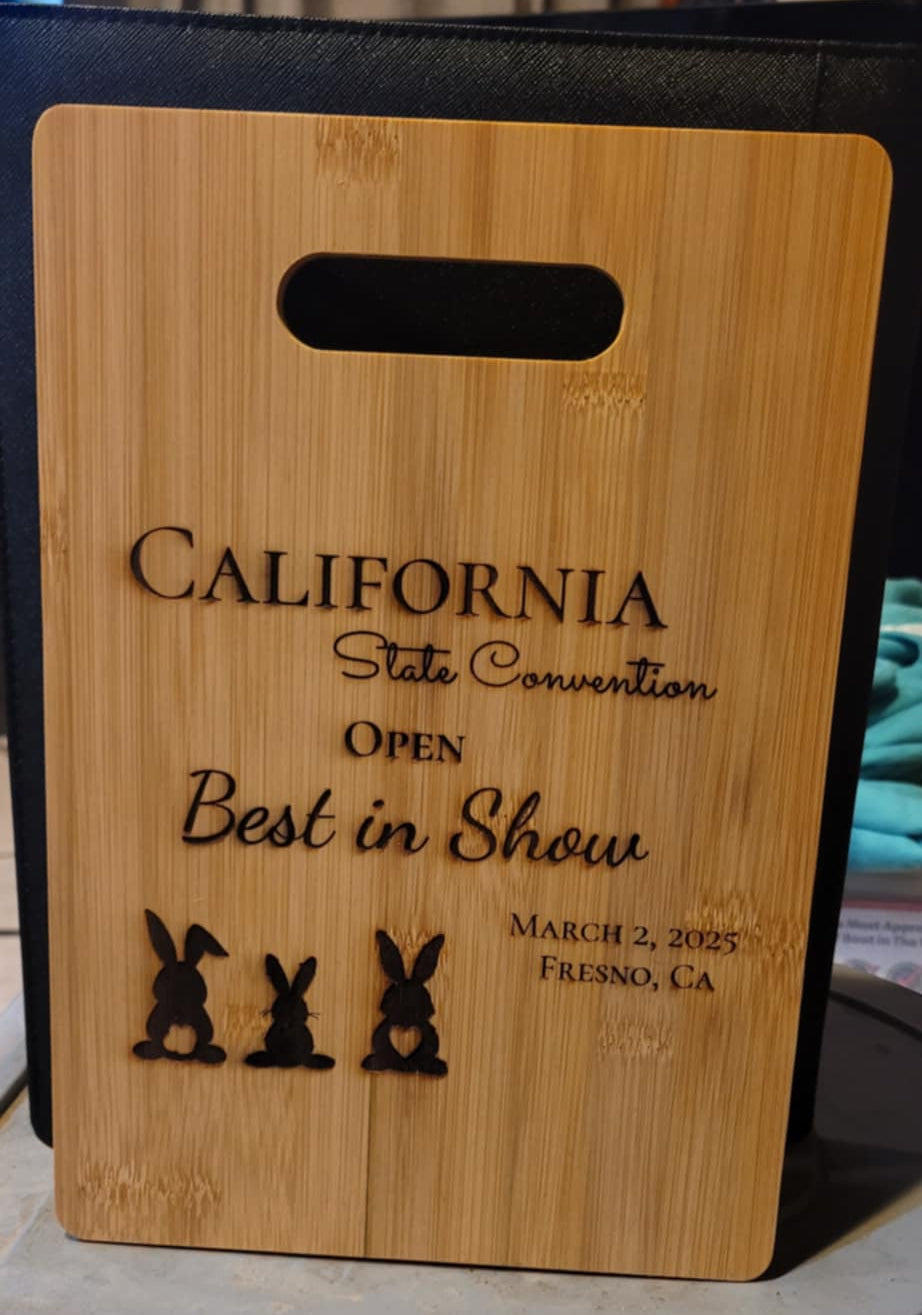 CALIFORNIA
State Convention
OPEN
Best in Show
MARCH 2, 2025
FRESNO, CA